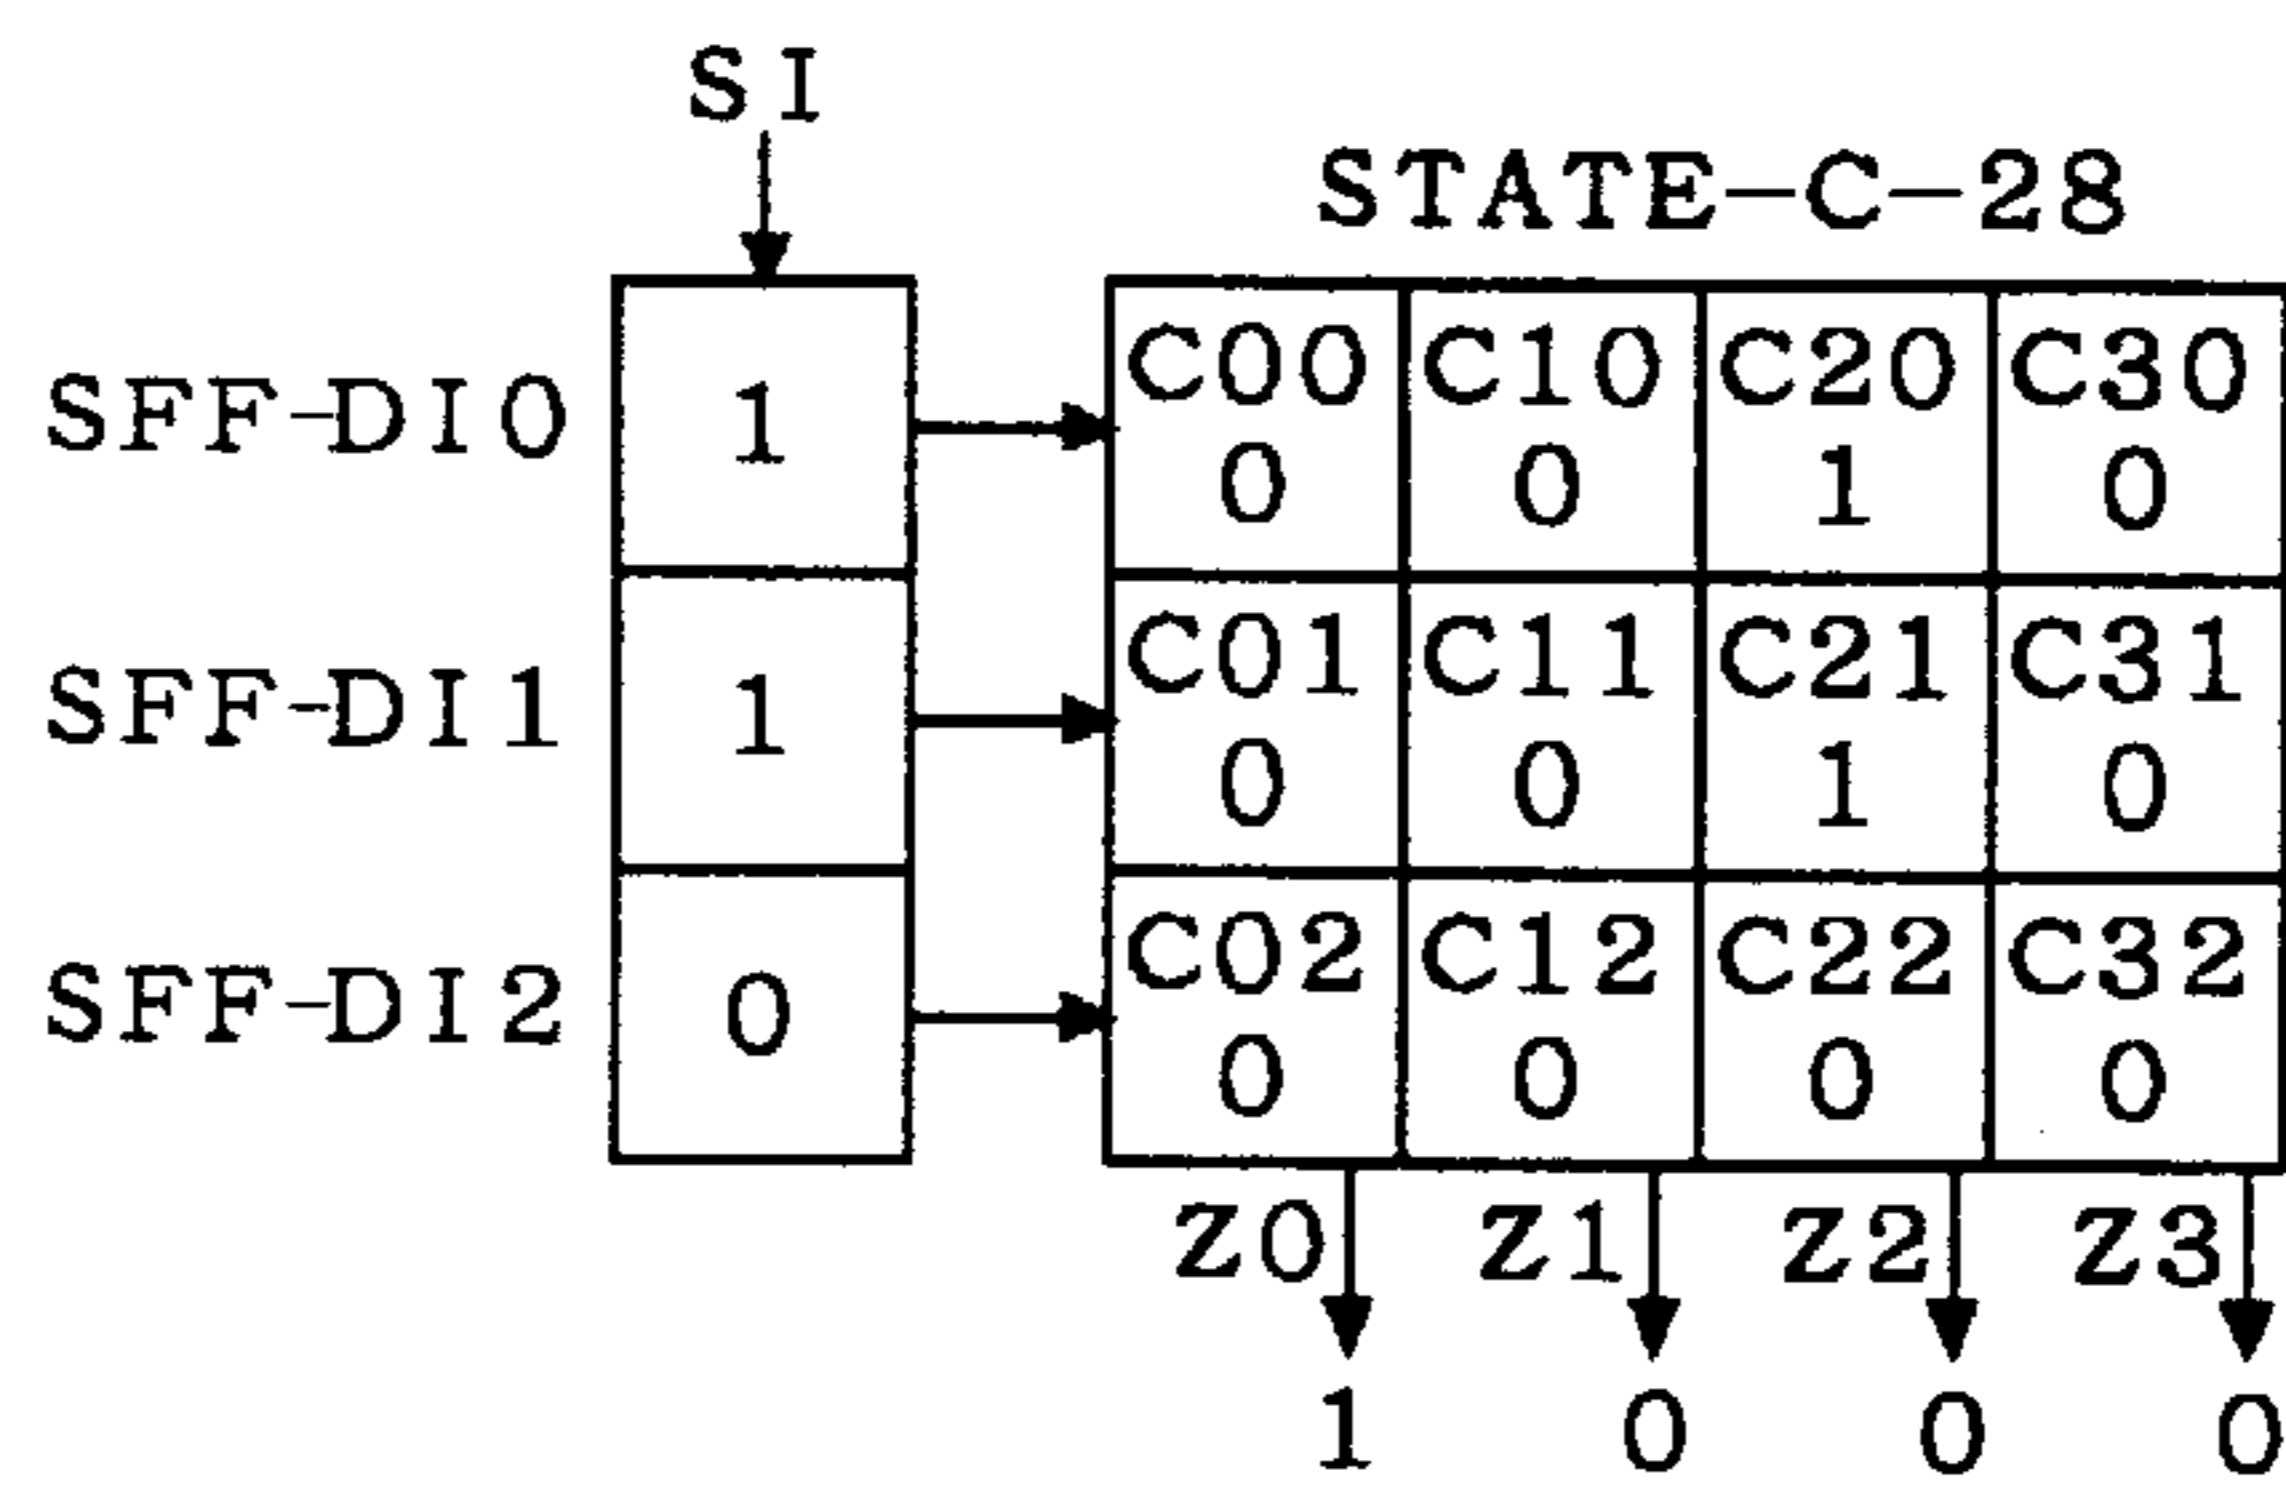 SI
STATE-C-28
C00 C10 C20 C30
SFF-DI0 1 0 0 1 0
C01 C11 C21 C31
SFF-DI1 1 0 0 1 0
C02 C12 C22 C32
SFF-DI2 0 0 0 0 0
Z0 Z1 Z2 Z3
1 0 0 0